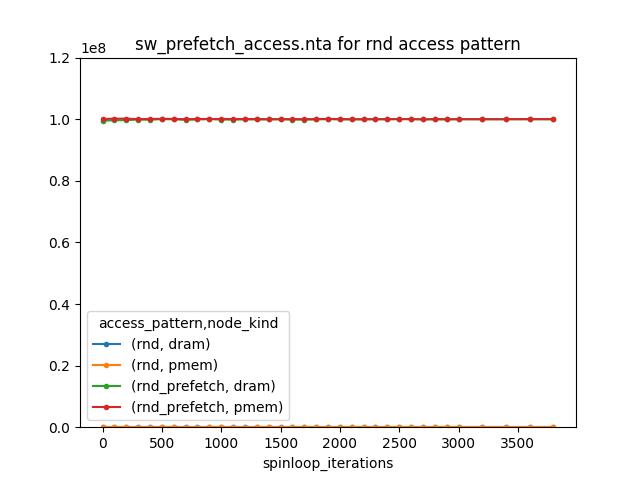 sw_prefetch_access.nta for rnd access pattern
1e8
1.2
1.0
0.8
0.6
0.4
0.2
0.0
access_pattern,node_kind
(rnd, dram)
(rnd, pmem)
(rnd_prefetch, dram)
(rnd_prefetch, pmem)
0 500 1000 1500 2000 2500 3000 3500
spinloop_iterations